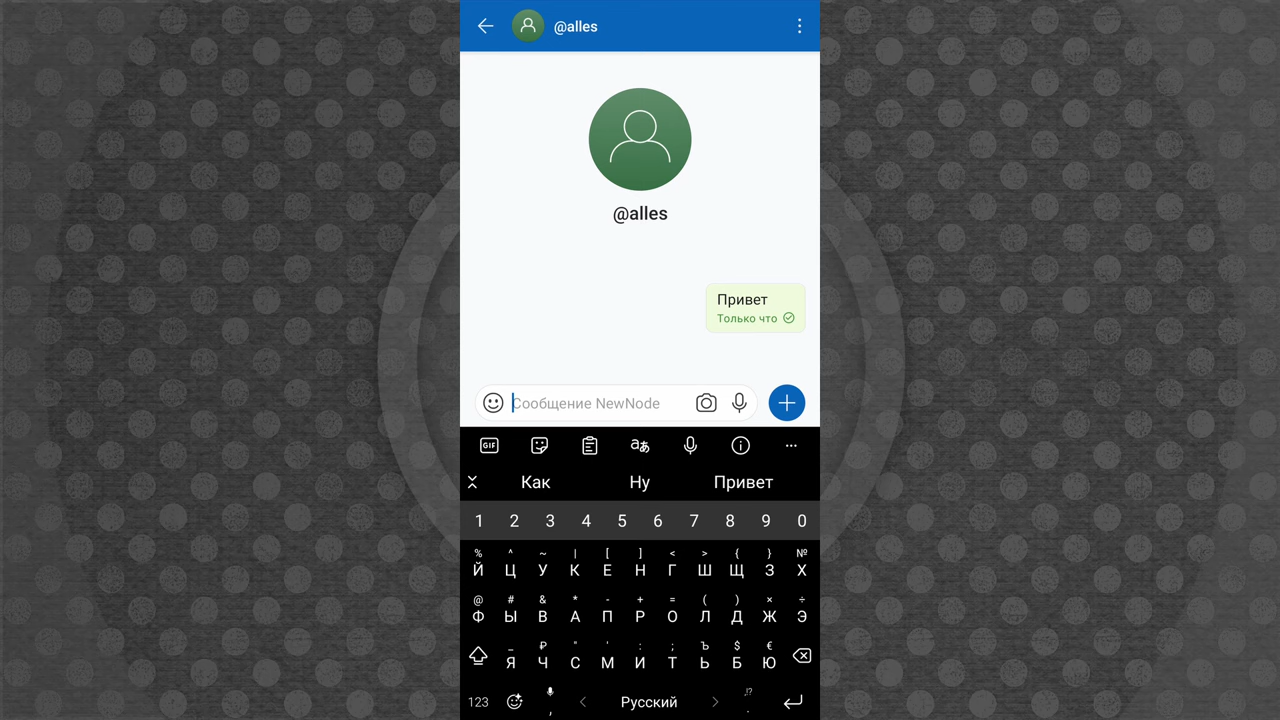 @alles
@alles
Привет
Только что
Сообщение NewNode
GIF
Как Ну Привет
1 2 3 4 5 6 7 8 9 0
% ^ ~ | [ ] < > { } №
Й Ц У К Е Н Г Ш Щ З Х
@ # & * - + = ( ) × ÷
Ф Ы В А П Р О Л Д Ж Э
_ ₽ " ' : ; Ъ $ €
Я Ч С М И Т Ь Б Ю
,!?
123 , < Русский > .